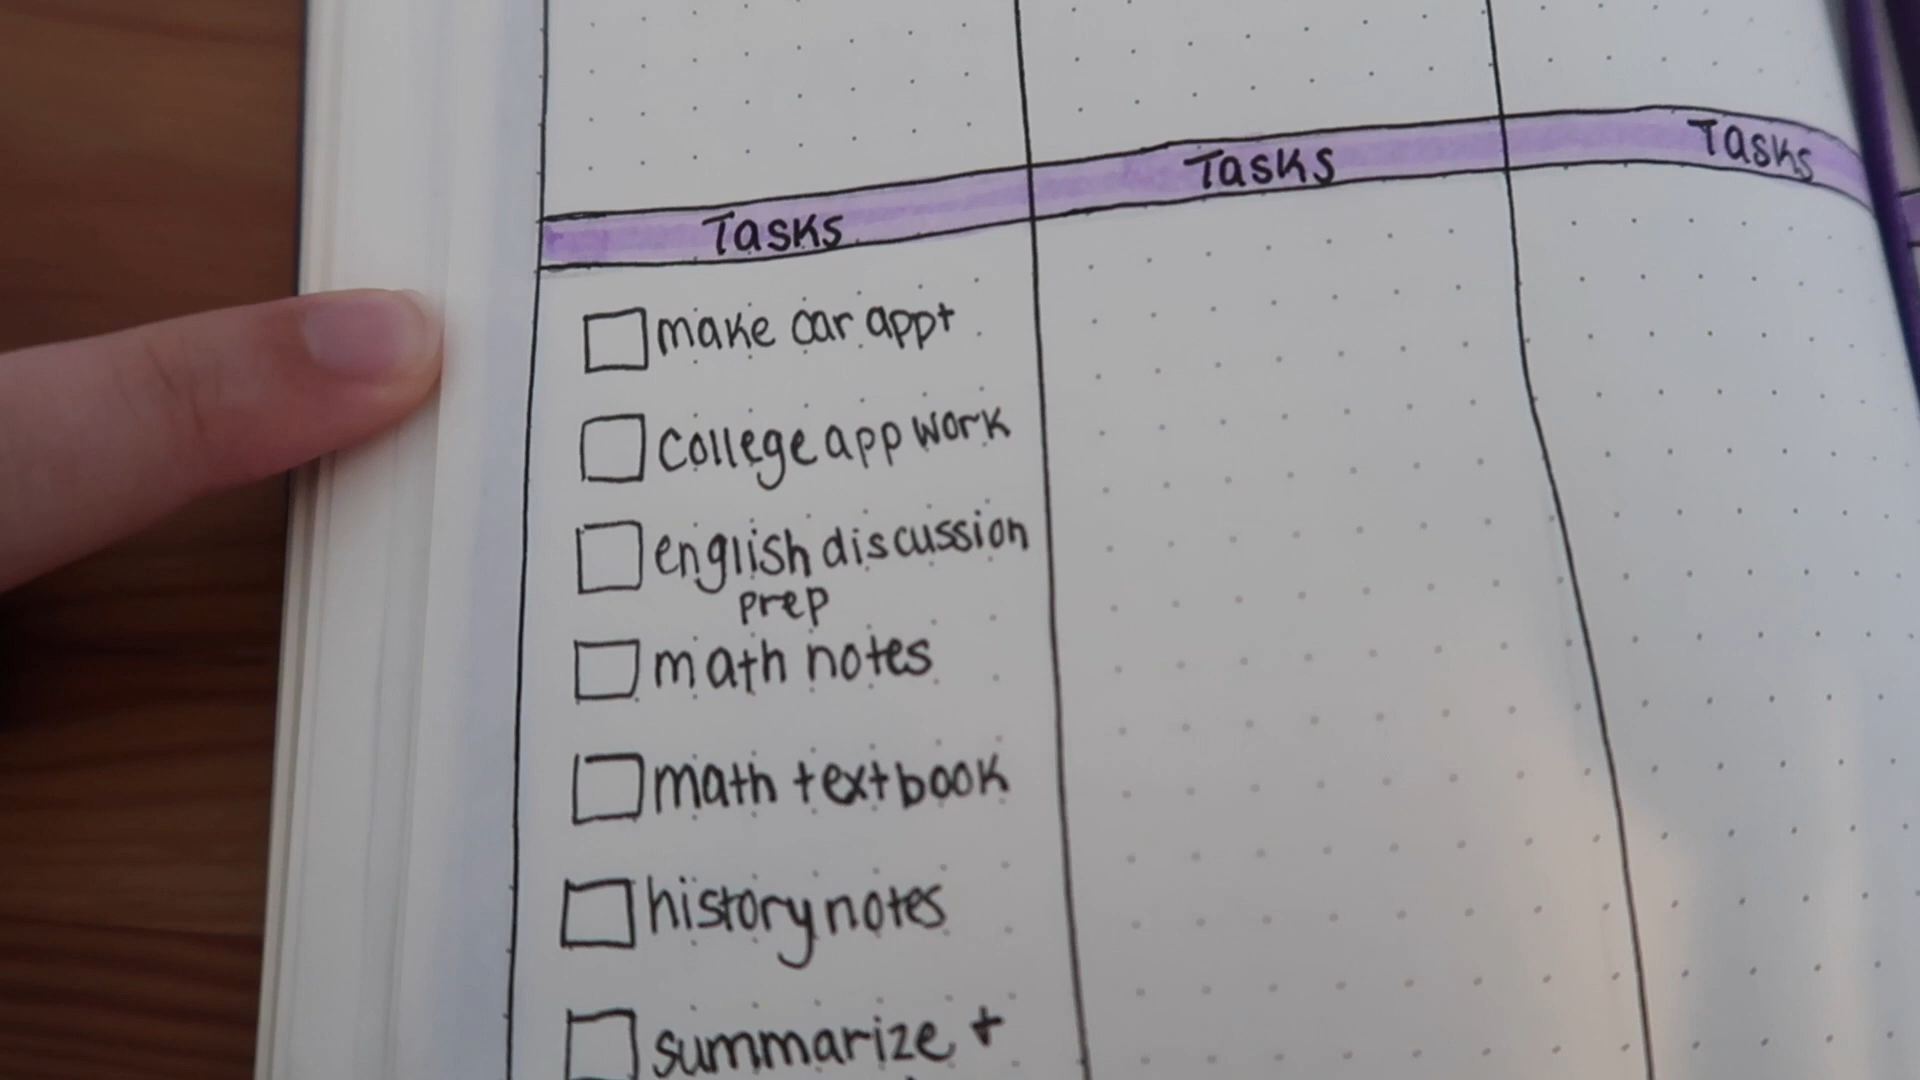 Tasks
Tasks
Tasks
make car appt
college app work
english discussion
prep
math notes
math textbook
history notes
summarize +